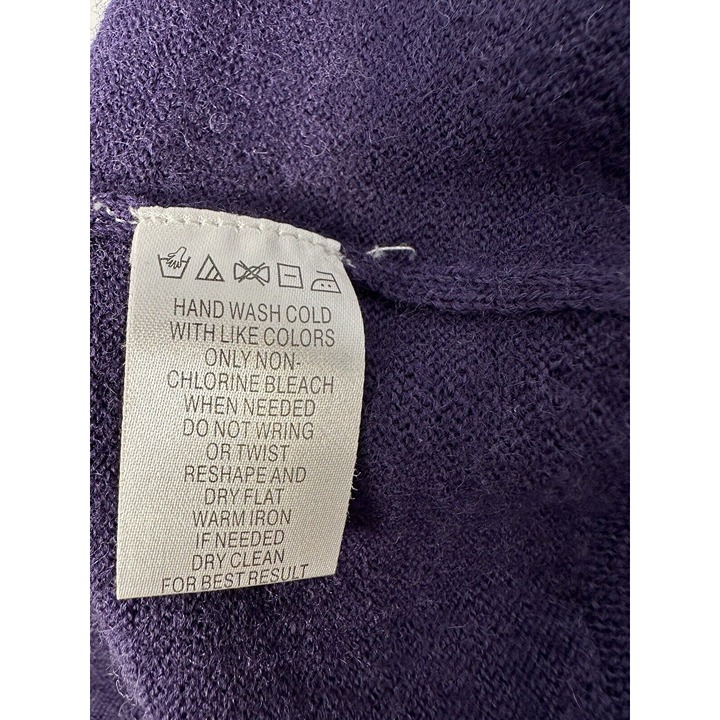 HAND WASH COLD
WITH LIKE COLORS
ONLY NON-
CHLORINE BLEACH
WHEN NEEDED
DO NOT WRING
OR TWIST
RESHAPE AND
DRY FLAT
WARM IRON
IF NEEDED
DRY CLEAN
FOR BEST RESULT